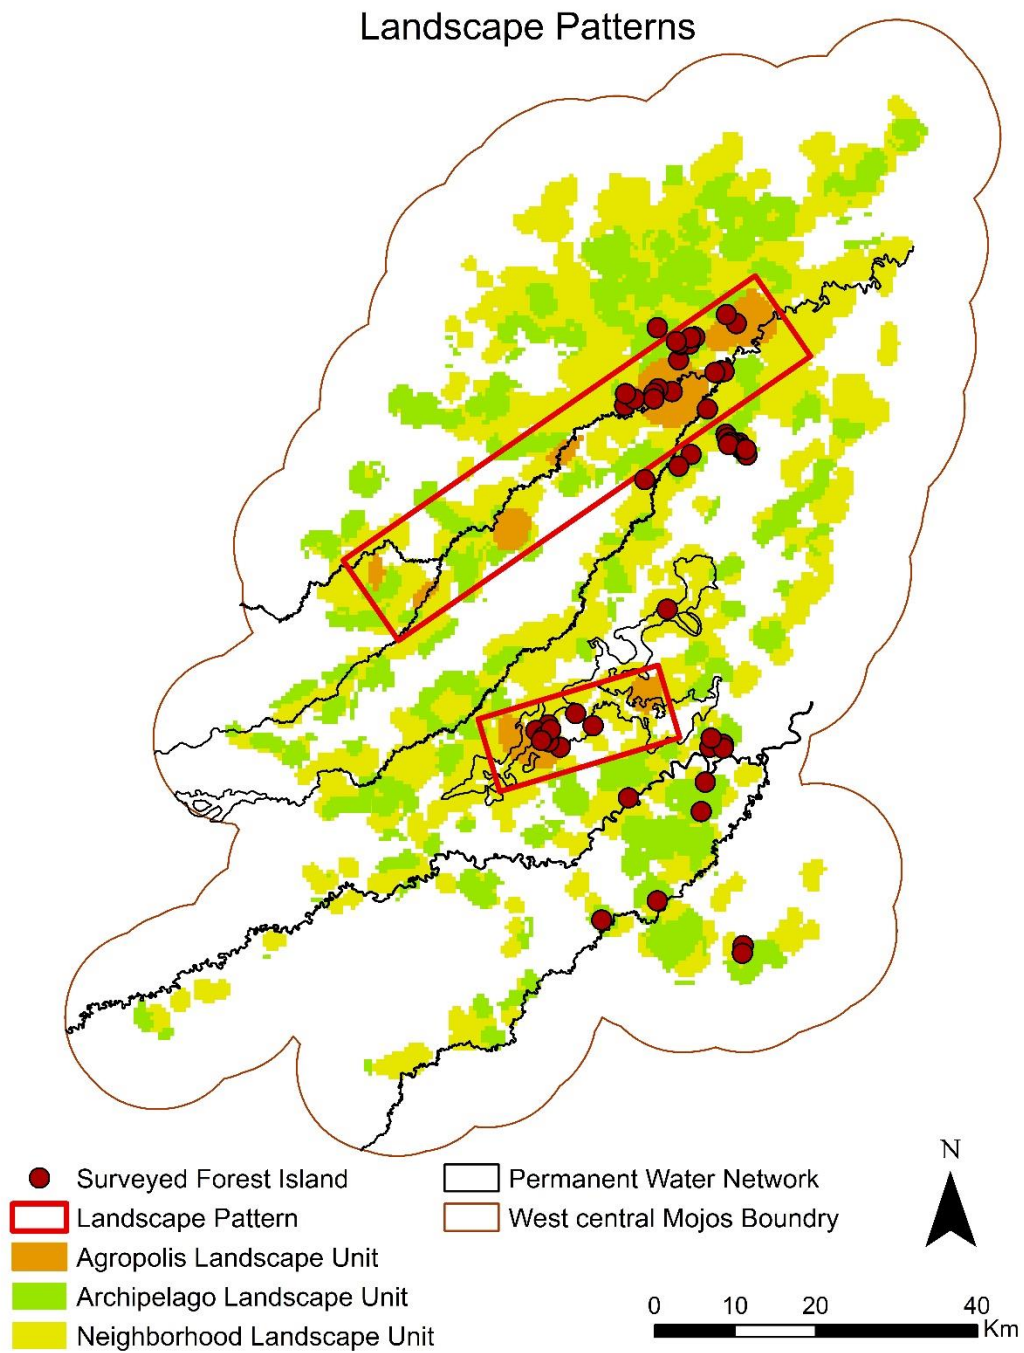 Landscape Patterns
Surveyed Forest Island
Landscape Pattern
Agropolis Landscape Unit
Archipelago Landscape Unit
Neighborhood Landscape Unit
Permanent Water Network
West central Mojos Boundry
N
0 10 20 40
Km